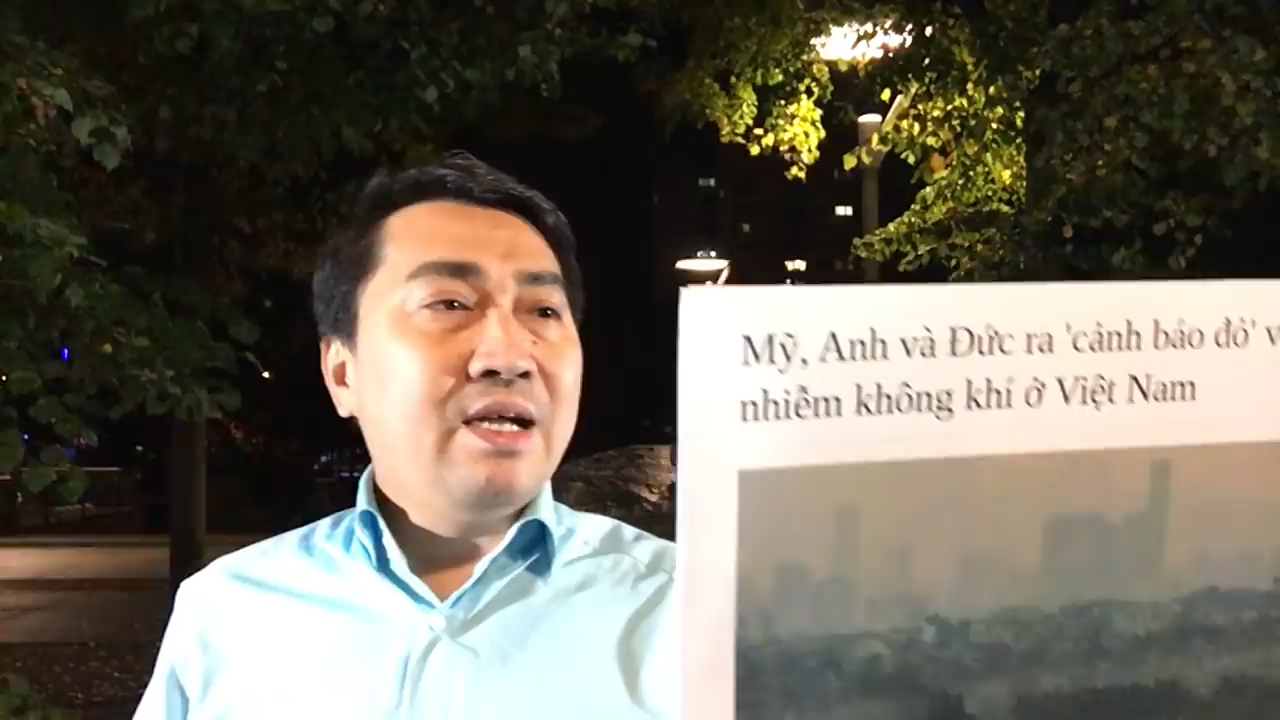 Mỹ, Anh và Đức ra 'cảnh báo đỏ'
nhiễm không khí ở Việt Nam